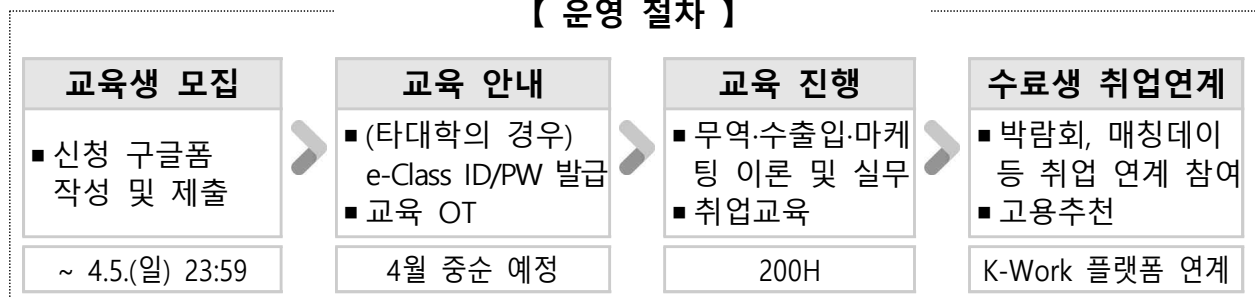 【 운영 절차 】
교육생 모집
▪ 신청 구글폼
작성 및 제출
~ 4.5.(일) 23:59
교육 안내
▪ (타대학의 경우)
e-Class ID/PW 발급
▪ 교육 OT
4월 중순 예정
교육 진행
▪ 무역·수출입·마케
팅 이론 및 실무
▪ 취업교육
200H
수료생 취업연계
▪ 박람회, 매칭데이
등 취업 연계 참여
▪ 고용추천
K-Work 플랫폼 연계